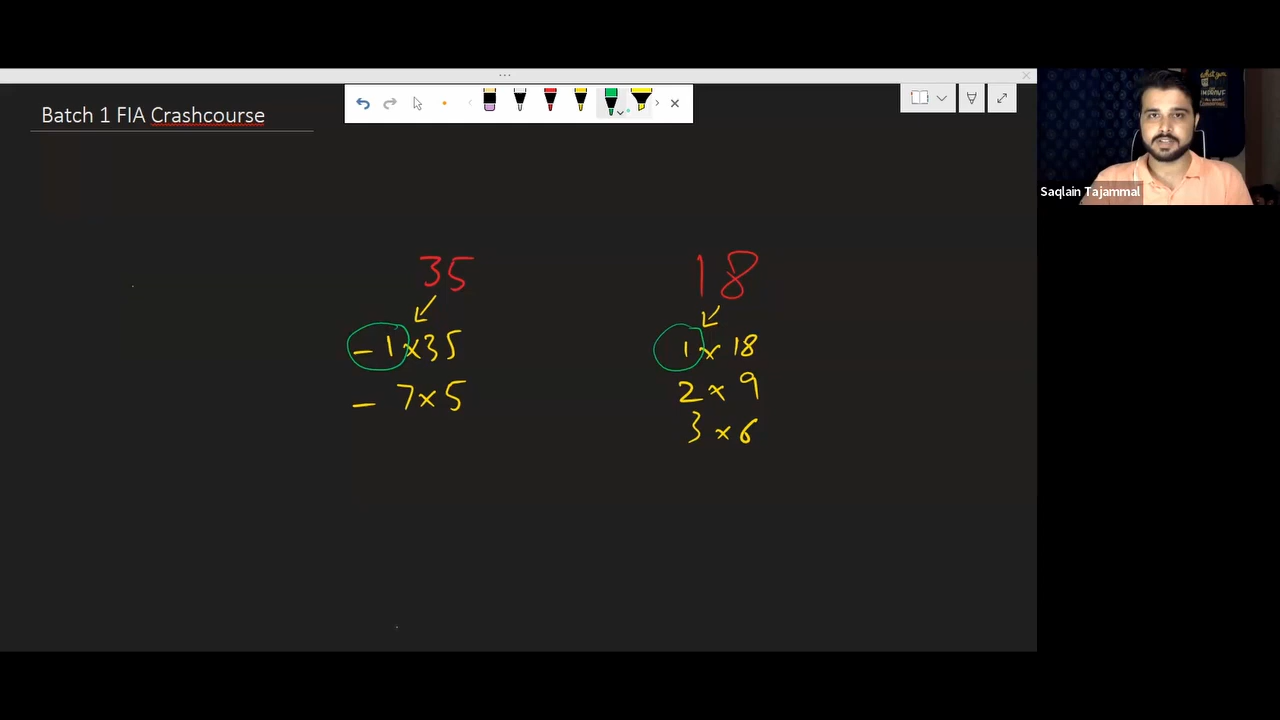 Batch 1 FIA Crashcourse
Saqlain Tajammal
35
18
- 1 x 35
1 x 18
- 7 x 5
2 x 9
3 x 6